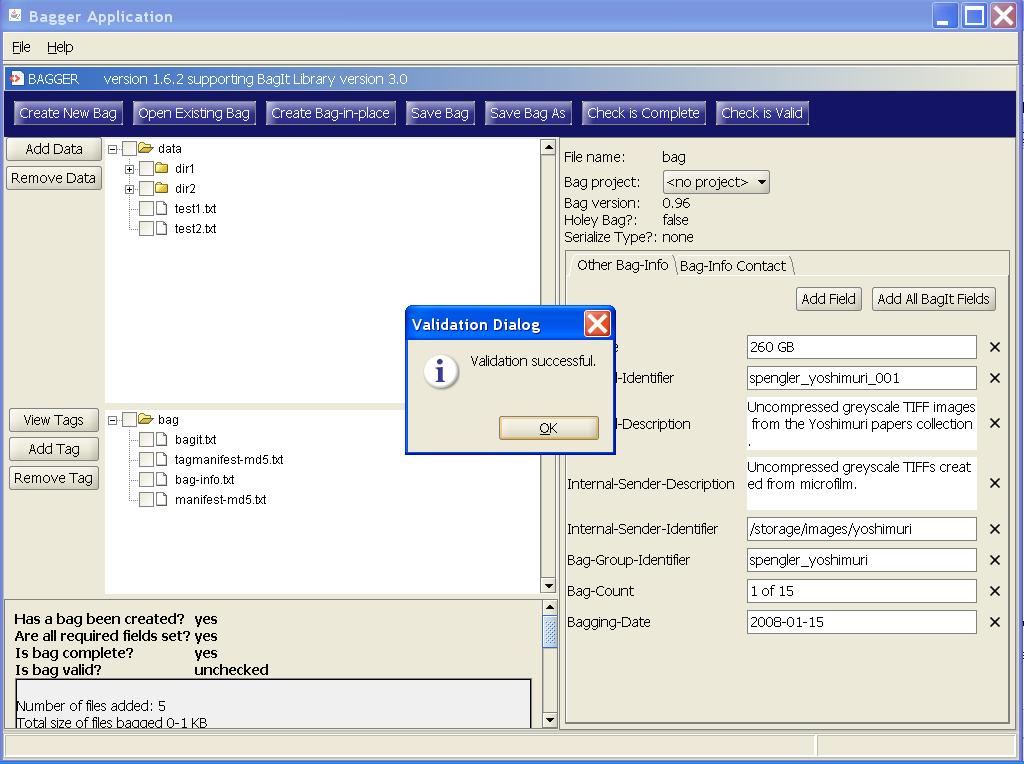 Bagger Application
File Help
BAGGER version 1.6.2 supporting BagIt Library version 3.0
Create New Bag Open Existing Bag Create Bag-in-place Save Bag Save Bag As Check is Complete Check is Valid
Add Data
Remove Data
data
dir1
dir2
test1.txt
test2.txt
View Tags
Add Tag
Remove Tag
bag
bagit.txt
tagmanifest-md5.txt
bag-info.txt
manifest-md5.txt
Has a bag been created? yes
Are all required fields set? yes
Is bag complete? yes
Is bag valid? unchecked
Number of files added: 5
Total size of files bagged 0-1 KB
File name: bag
Bag project: <no project>
Bag version: 0.96
Holey Bag?: false
Serialize Type?: none
Other Bag-Info Bag-Info Contact
Add Field Add All BagIt Fields
260 GB
l-Identifier spengler_yoshimuri_001
l-Description Uncompressed greyscale TIFF images
from the Yoshimuri papers collection
.
Internal-Sender-Description Uncompressed greyscale TIFFs creat
ed from microfilm.
Internal-Sender-Identifier /storage/images/yoshimuri
Bag-Group-Identifier spengler_yoshimuri
Bag-Count 1 of 15
Bagging-Date 2008-01-15
Validation Dialog
Validation successful.
OK